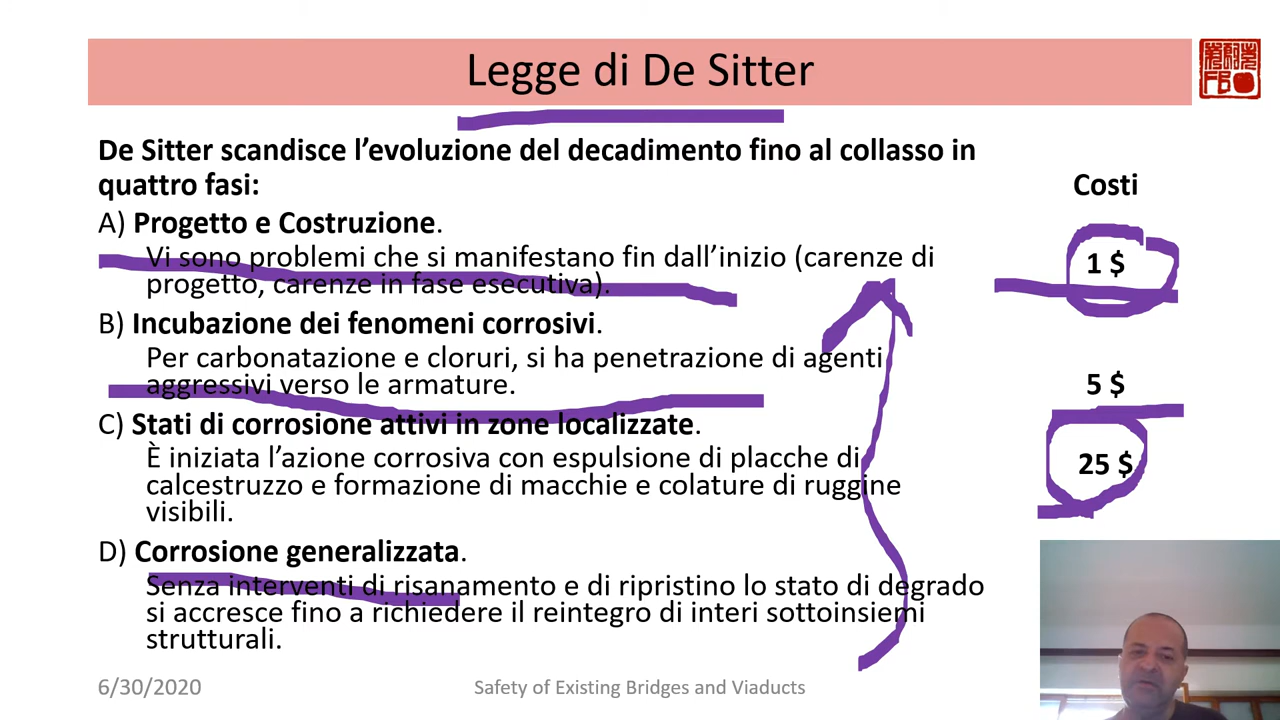 Legge di De Sitter
De Sitter scandisce l’evoluzione del decadimento fino al collasso in
quattro fasi:
Costi
A) Progetto e Costruzione.
Vi sono problemi che si manifestano fin dall’inizio (carenze di
progetto, carenze in fase esecutiva).
1 $
B) Incubazione dei fenomeni corrosivi.
Per carbonatazione e cloruri, si ha penetrazione di agenti
aggressivi verso le armature.
5 $
C) Stati di corrosione attivi in zone localizzate.
È iniziata l’azione corrosiva con espulsione di placche di
calcestruzzo e formazione di macchie e colature di ruggine
visibili.
25 $
D) Corrosione generalizzata.
Senza interventi di risanamento e di ripristino lo stato di degrado
si accresce fino a richiedere il reintegro di interi sottoinsiemi
strutturali.
6/30/2020
Safety of Existing Bridges and Viaducts